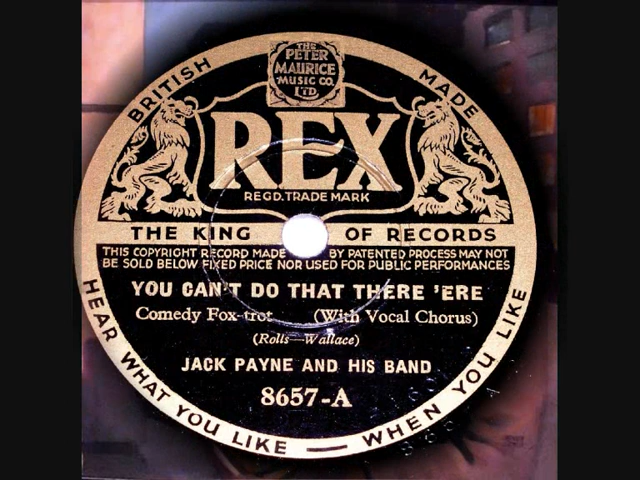 THE
PETER
MAURICE
MUSIC CO.
LTD.
BRITISH
MADE
REX
REGD. TRADE MARK
THE KING OF RECORDS
THIS COPYRIGHT RECORD MADE BY PATENTED PROCESS MAY NOT
BE SOLD BELOW FIXED PRICE NOR USED FOR PUBLIC PERFORMANCES
YOU CAN'T DO THAT THERE 'ERE
Comedy Fox-trot (With Vocal Chorus)
(Rolls—Wallace)
JACK PAYNE AND HIS BAND
8657-A
HEAR WHAT YOU LIKE — WHEN YOU LIKE